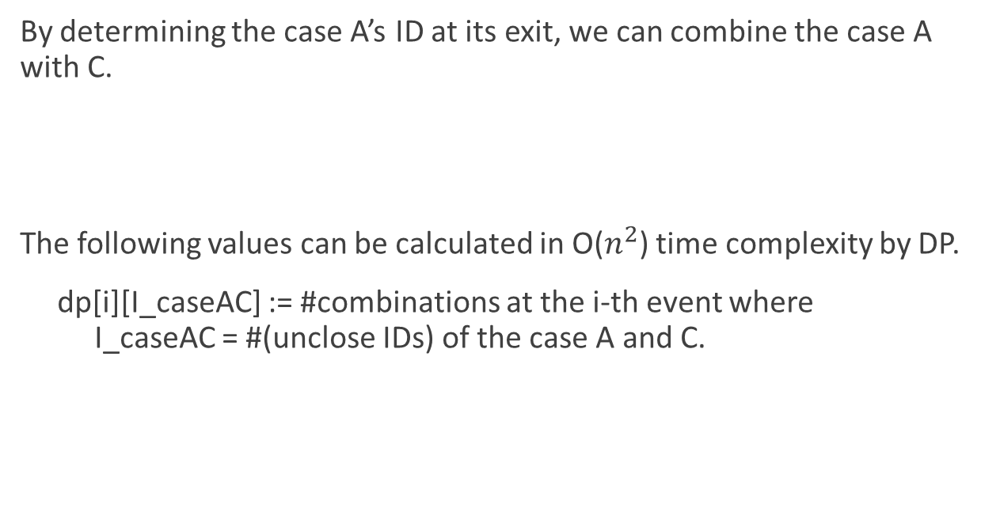 By determining the case A’s ID at its exit, we can combine the case A
with C.
The following values can be calculated in O(𝑛²) time complexity by DP.
dp[i][I_caseAC] := #combinations at the i-th event where
I_caseAC = #(unclose IDs) of the case A and C.